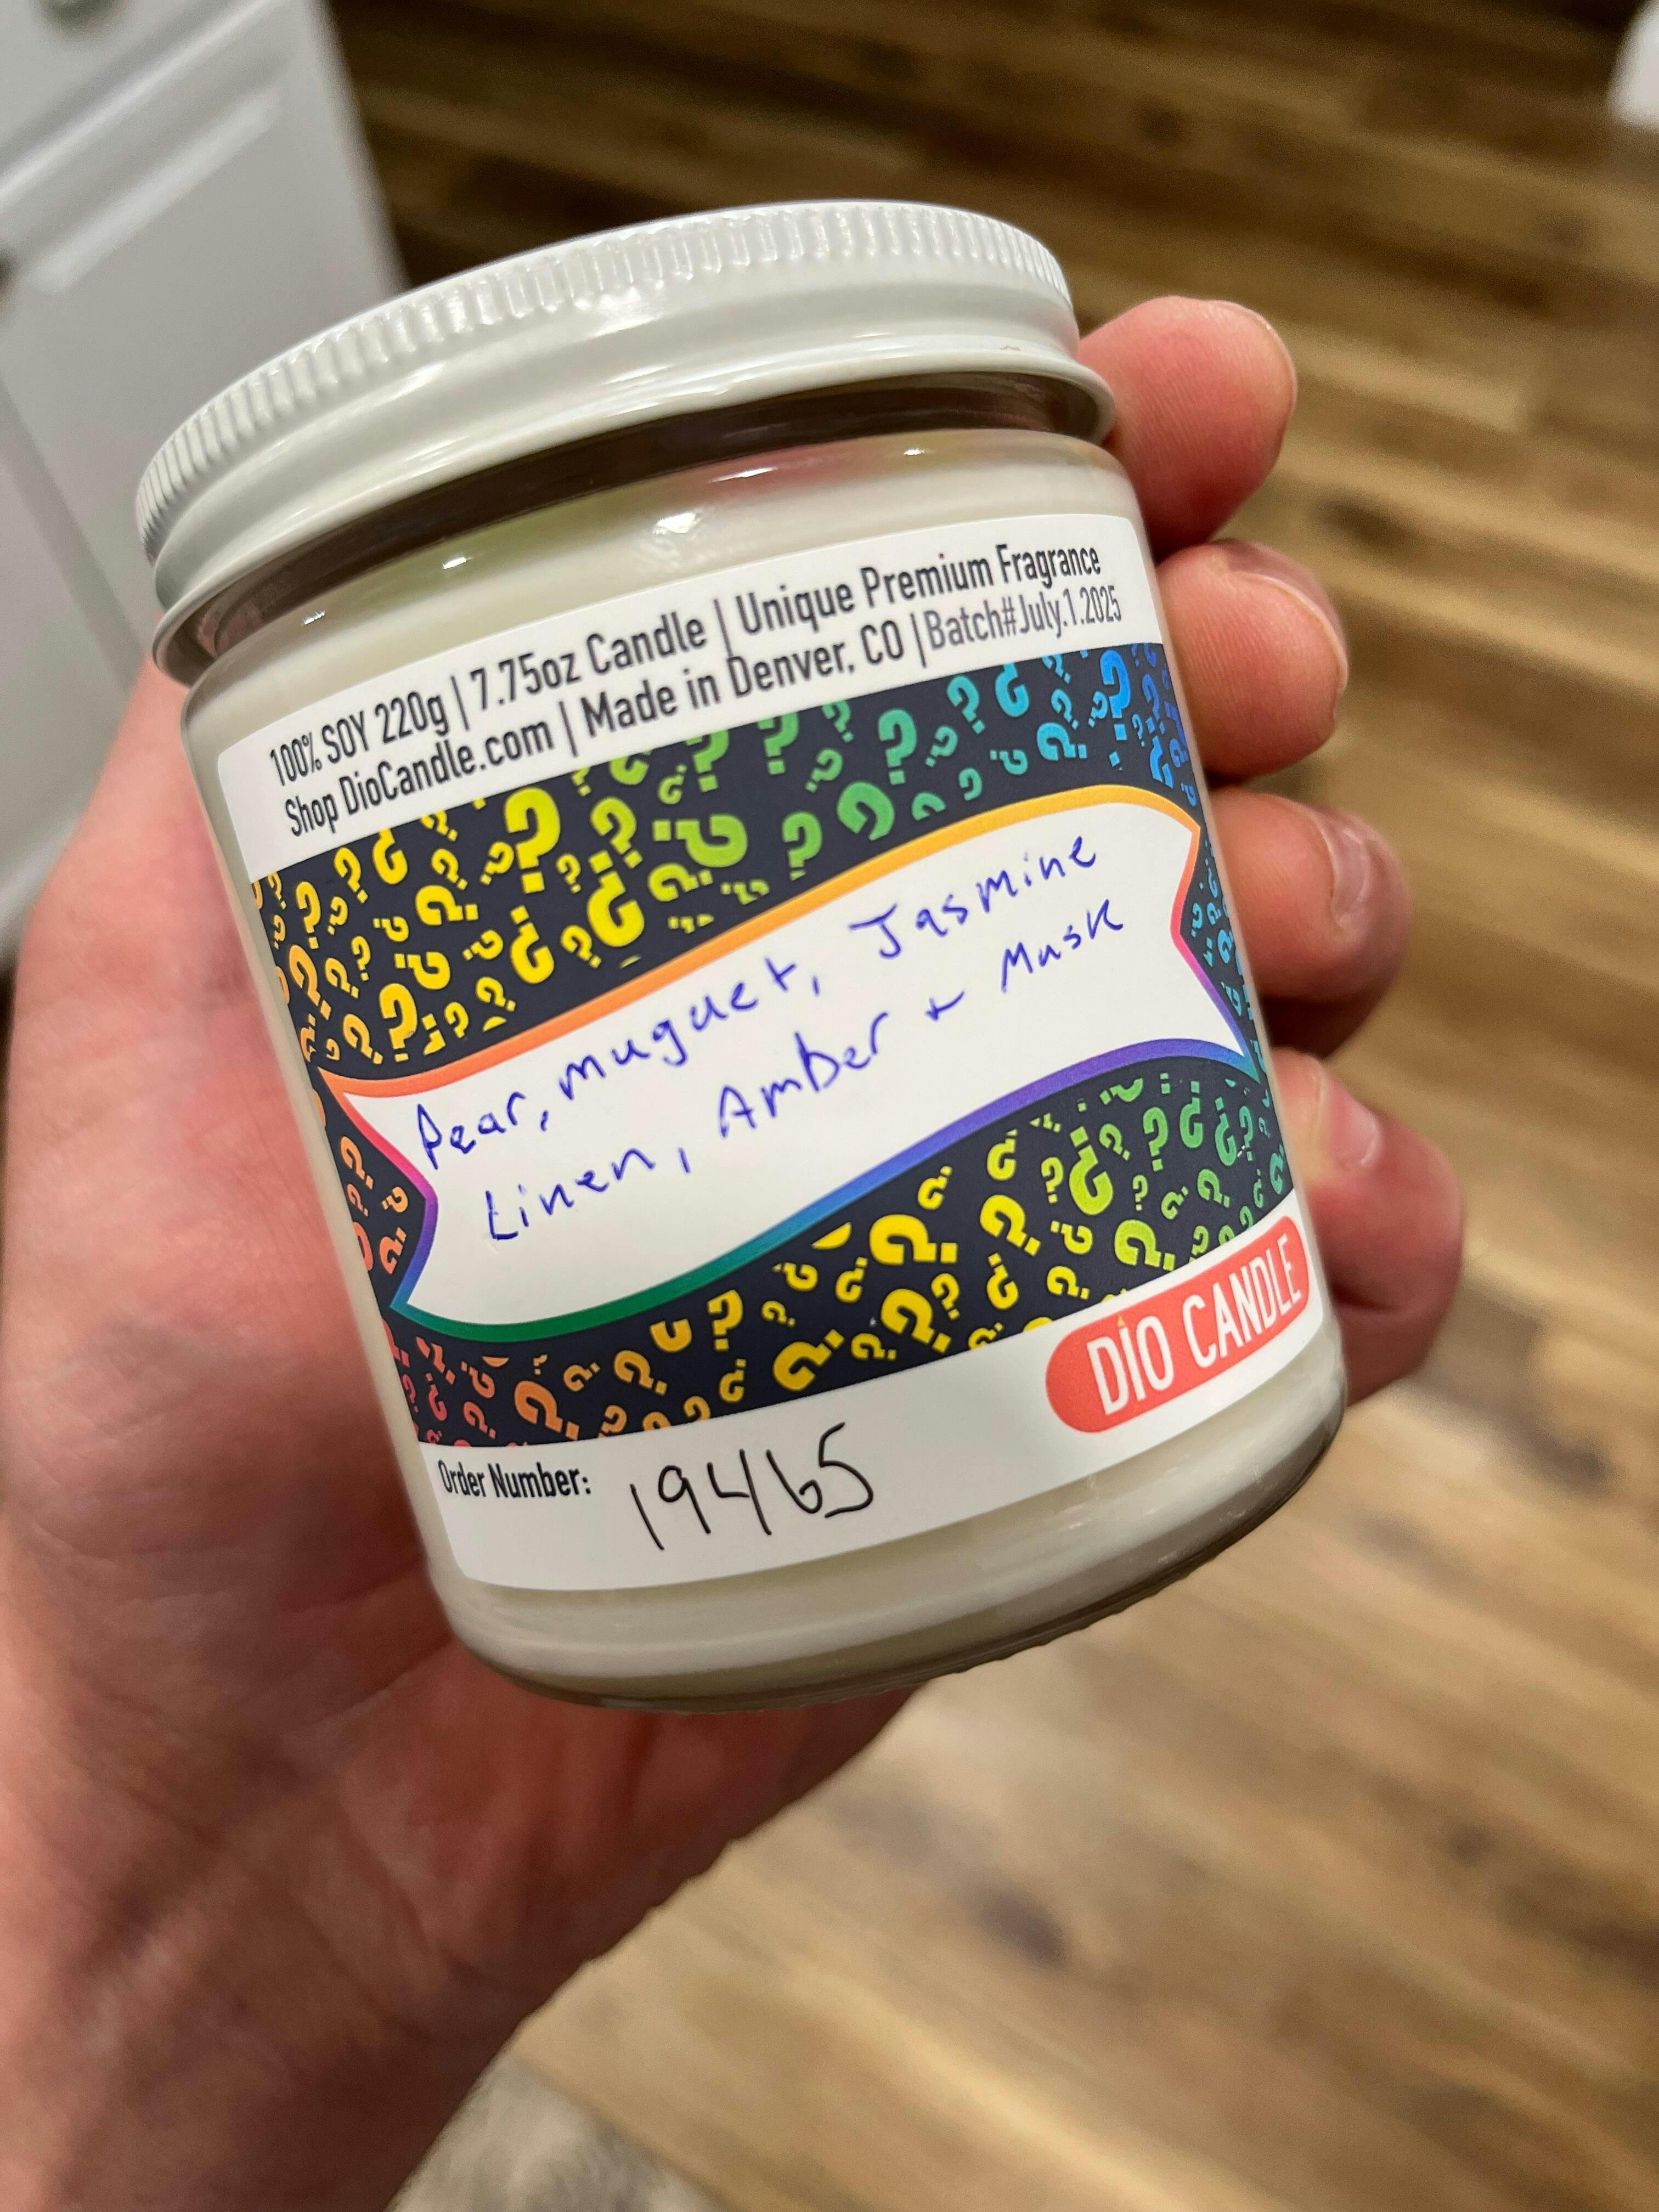 100% SOY 220g | 7.75oz Candle | Unique Premium Fragrance
Shop DioCandle.com | Made in Denver, CO | Batch#July.1.2025
Pear, muguet, Jasmine
Linen, Amber + Musk
DIO CANDLE
Order Number: 19465